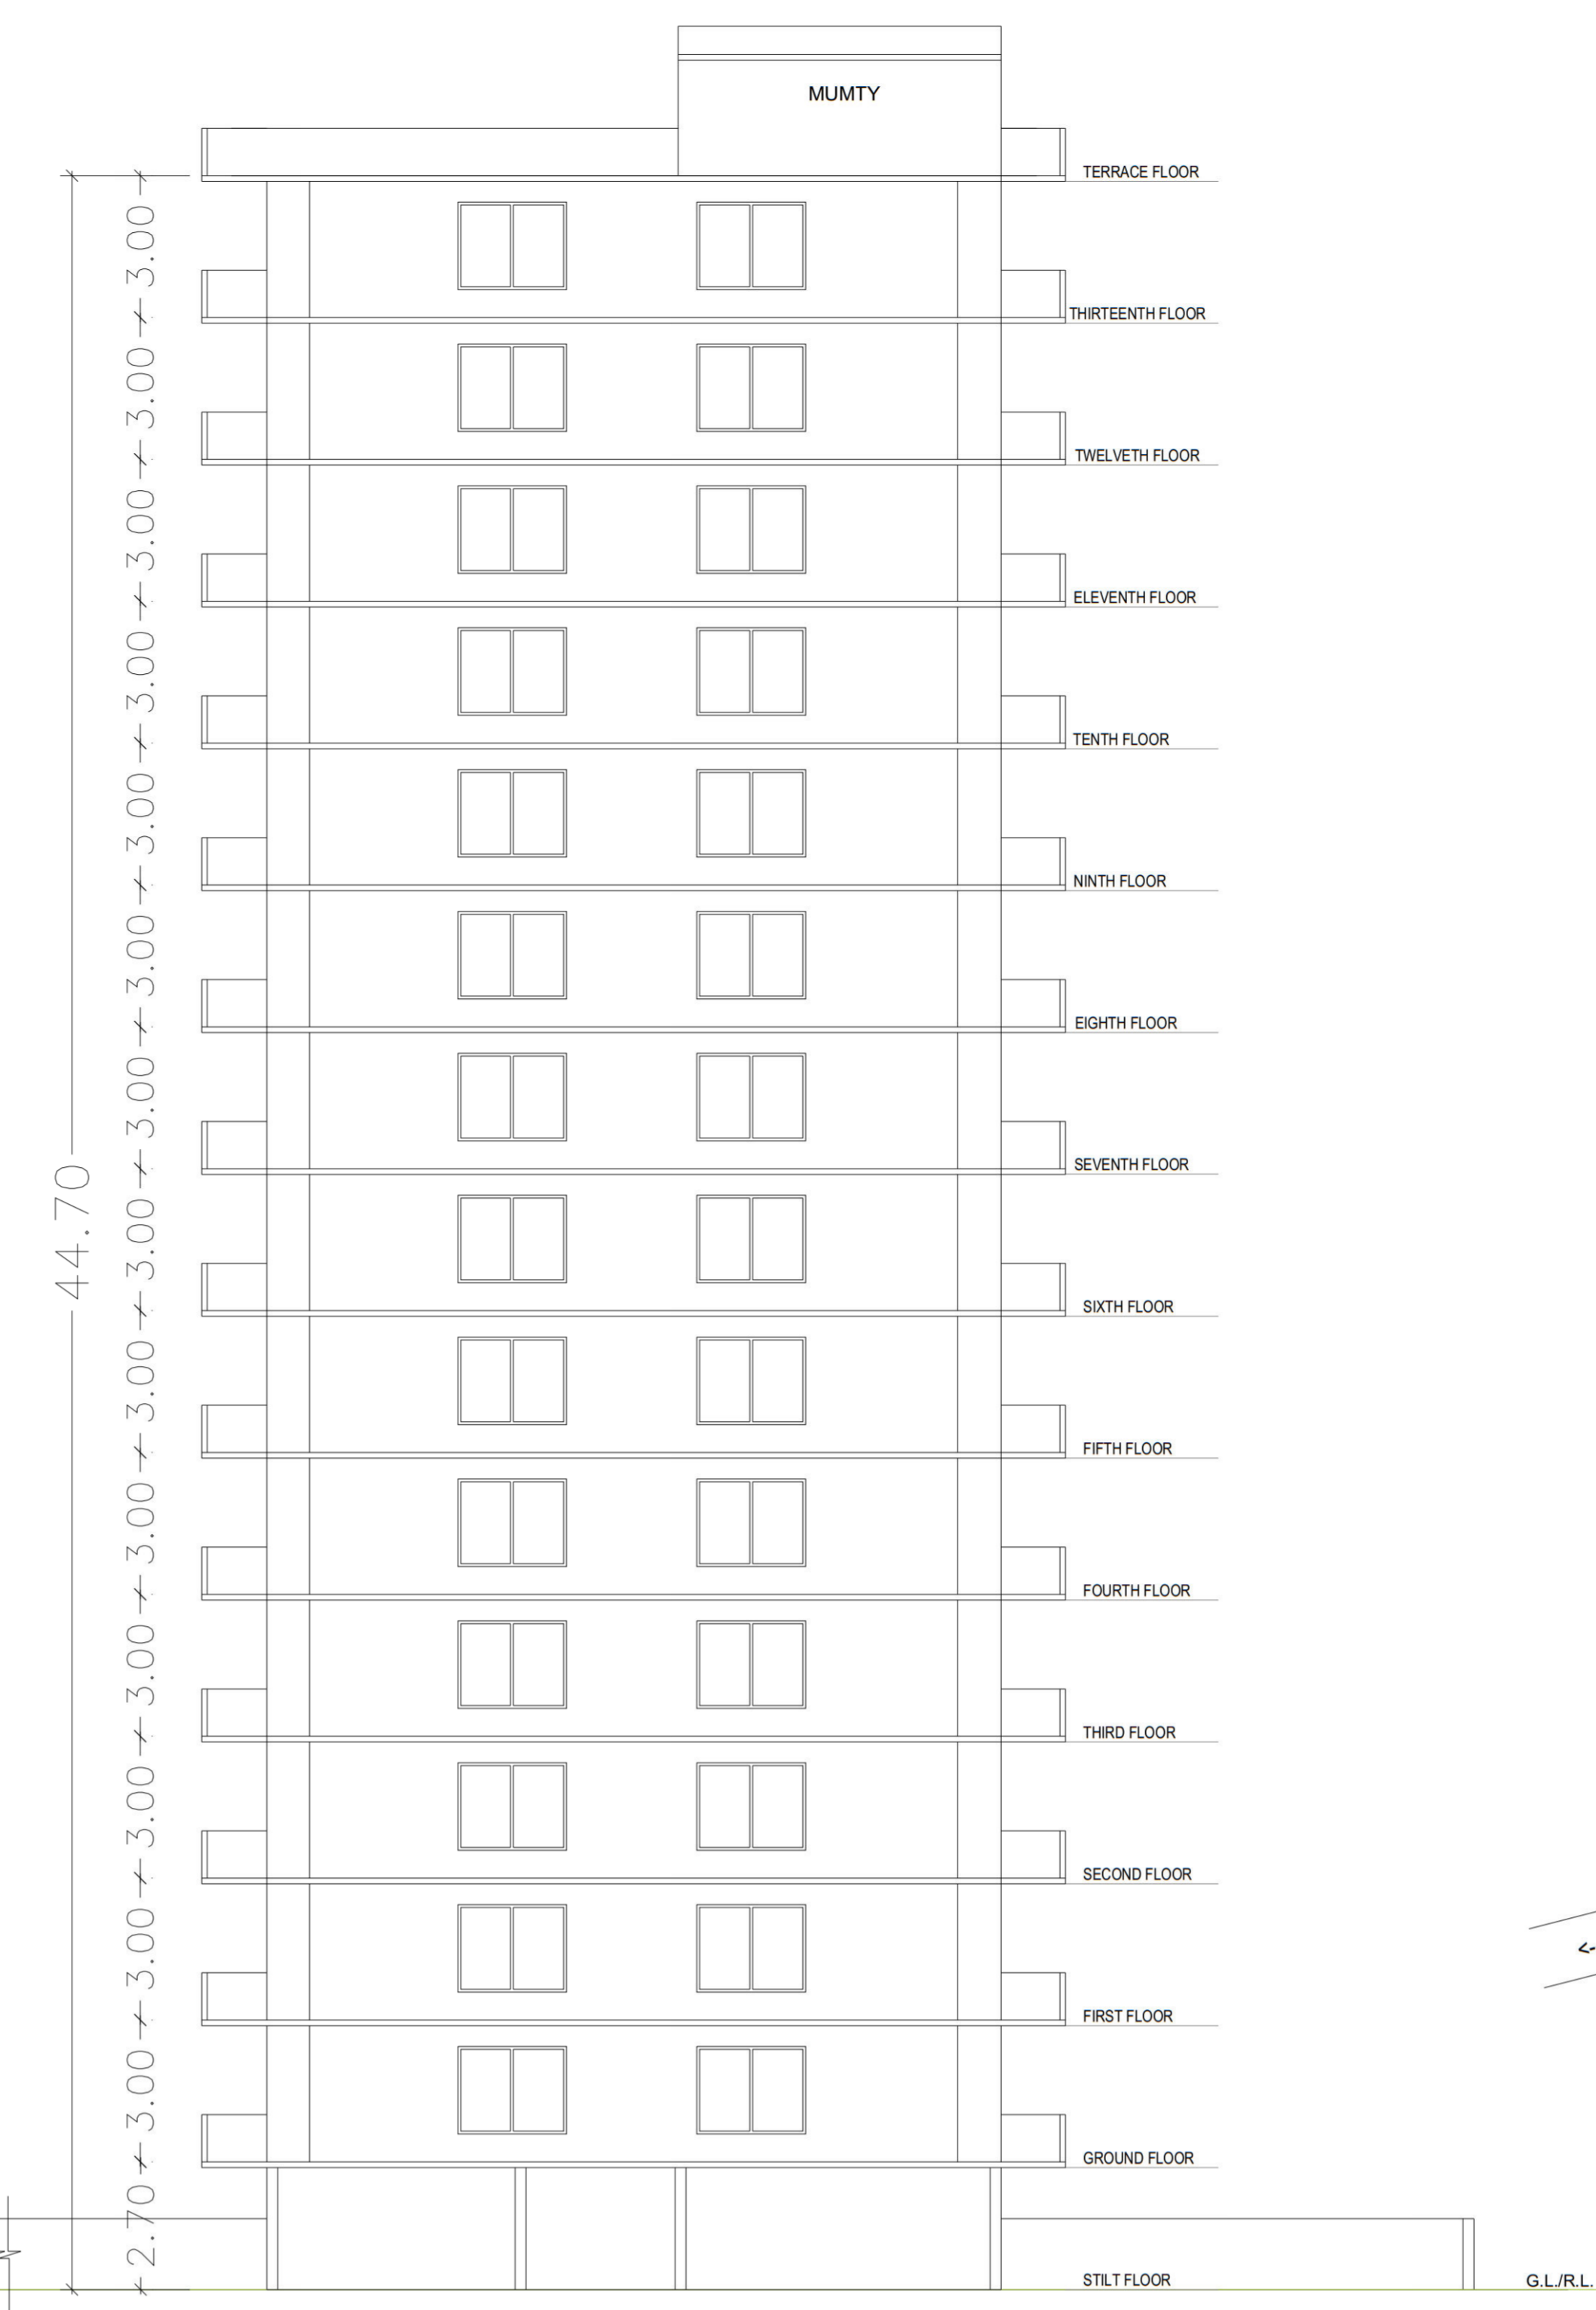 MUMTY
TERRACE FLOOR
3.00
THIRTEENTH FLOOR
3.00
TWELVETH FLOOR
3.00
ELEVENTH FLOOR
3.00
TENTH FLOOR
3.00
NINTH FLOOR
3.00
EIGHTH FLOOR
3.00
SEVENTH FLOOR
44.70
3.00
SIXTH FLOOR
3.00
FIFTH FLOOR
3.00
FOURTH FLOOR
3.00
THIRD FLOOR
3.00
SECOND FLOOR
3.00
FIRST FLOOR
3.00
GROUND FLOOR
2.70
STILT FLOOR
G.L./R.L.